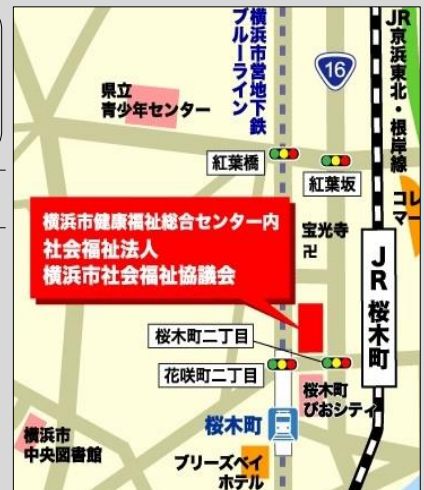 横浜市営地下鉄
ブルーライン
16
JR
京浜東北・根岸線
県立
青少年センター
紅葉橋
紅葉坂
コレ
マー
横浜市健康福祉総合センター内
社会福祉法人
横浜市社会福祉協議会
宝光寺
卍
JR 桜木町
桜木町二丁目
花咲町二丁目
桜木町
ぴおシティ
桜木町
横浜市
中央図書館
ブリーズベイ
ホテル